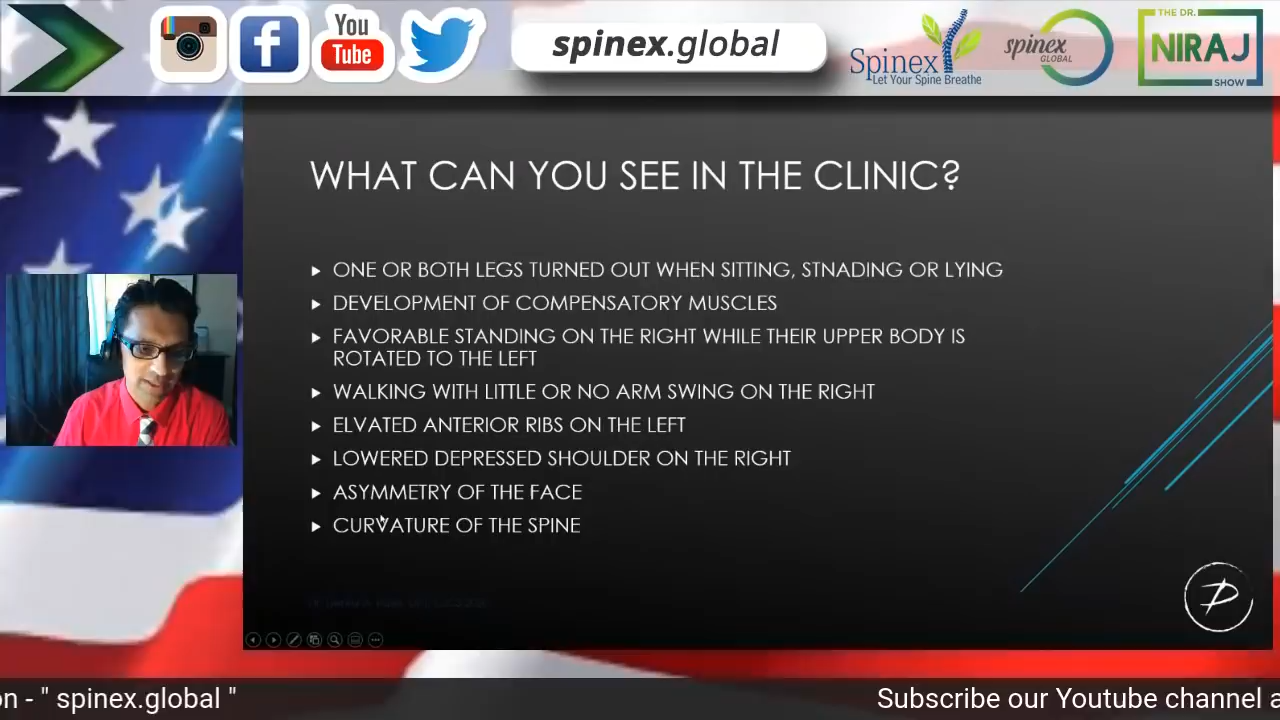 You
Tube
spinex.global
Spinex
Let Your Spine Breathe
spinex
GLOBAL
THE DR.
NIRAJ
SHOW
WHAT CAN YOU SEE IN THE CLINIC?
ONE OR BOTH LEGS TURNED OUT WHEN SITTING, STNADING OR LYING
DEVELOPMENT OF COMPENSATORY MUSCLES
FAVORABLE STANDING ON THE RIGHT WHILE THEIR UPPER BODY IS
ROTATED TO THE LEFT
WALKING WITH LITTLE OR NO ARM SWING ON THE RIGHT
ELVATED ANTERIOR RIBS ON THE LEFT
LOWERED DEPRESSED SHOULDER ON THE RIGHT
ASYMMETRY OF THE FACE
CURVATURE OF THE SPINE
on - " spinex.global "
Subscribe our Youtube channel a